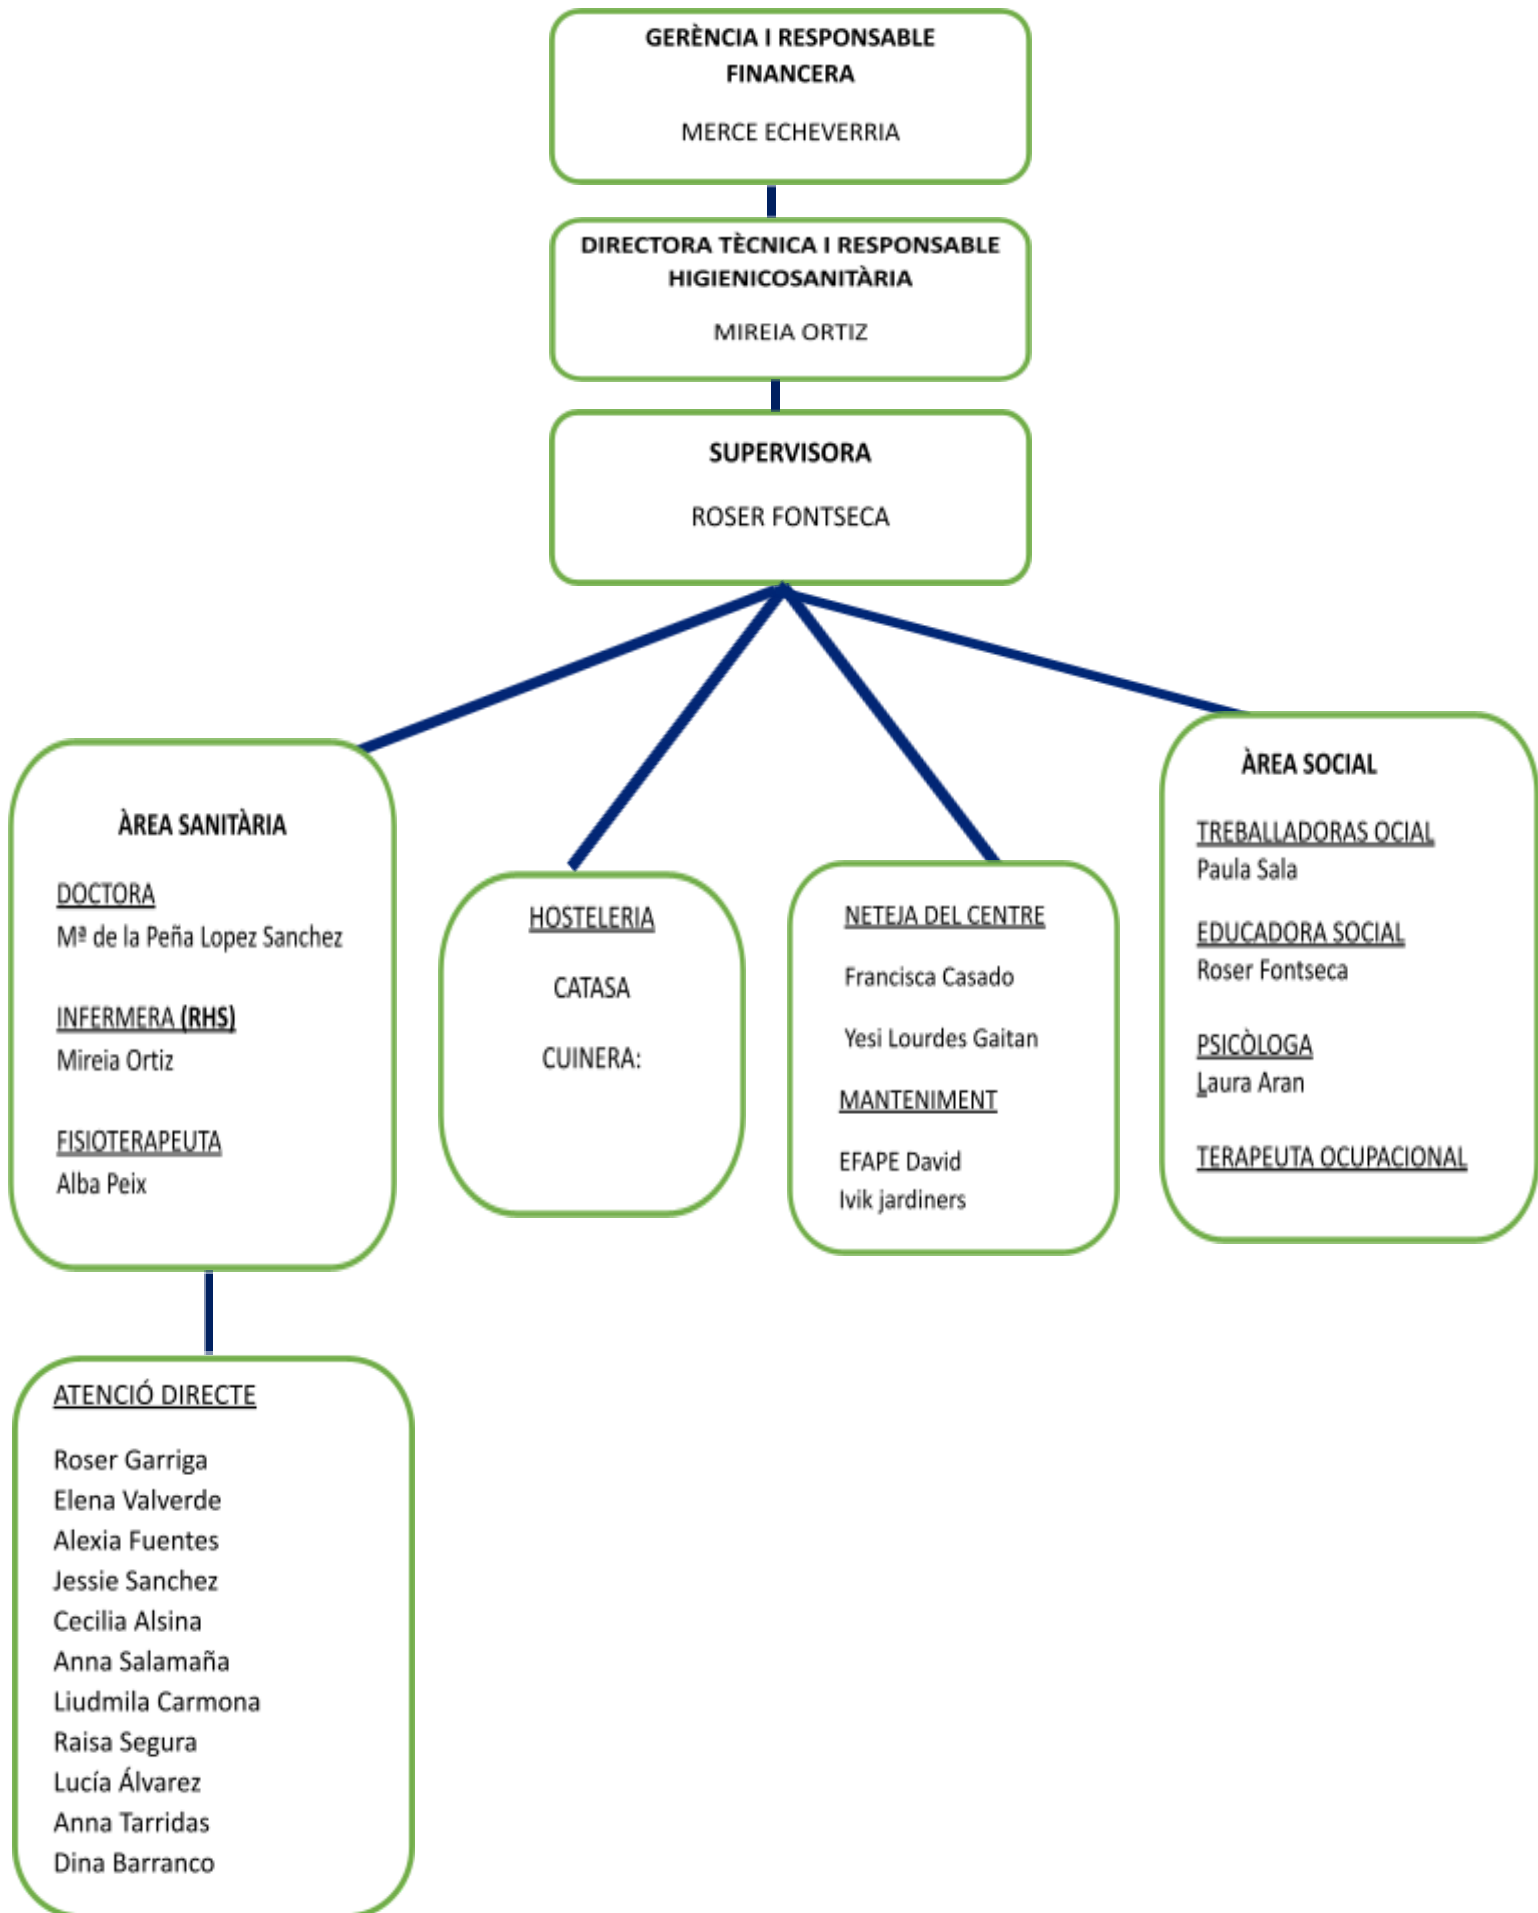 GERÈNCIA I RESPONSABLE
FINANCERA
MERCE ECHEVERRIA
DIRECTORA TÈCNICA I RESPONSABLE
HIGIENICOSANITÀRIA
MIREIA ORTIZ
SUPERVISORA
ROSER FONTSECA
ÀREA SANITÀRIA
DOCTORA
Mª de la Peña Lopez Sanchez
INFERMERA (RHS)
Mireia Ortiz
FISIOTERAPEUTA
Alba Peix
HOSTELERIA
CATASA
CUINERA:
NETEJA DEL CENTRE
Francisca Casado
Yesi Lourdes Gaitan
MANTENIMENT
EFAPE David
Ivik jardiners
ÀREA SOCIAL
TREBALLADORAS OCIAL
Paula Sala
EDUCADORA SOCIAL
Roser Fontseca
PSICÒLOGA
Laura Aran
TERAPEUTA OCUPACIONAL
ATENCIÓ DIRECTE
Roser Garriga
Elena Valverde
Alexia Fuentes
Jessie Sanchez
Cecilia Alsina
Anna Salamaña
Liudmila Carmona
Raisa Segura
Lucía Álvarez
Anna Tarridas
Dina Barranco